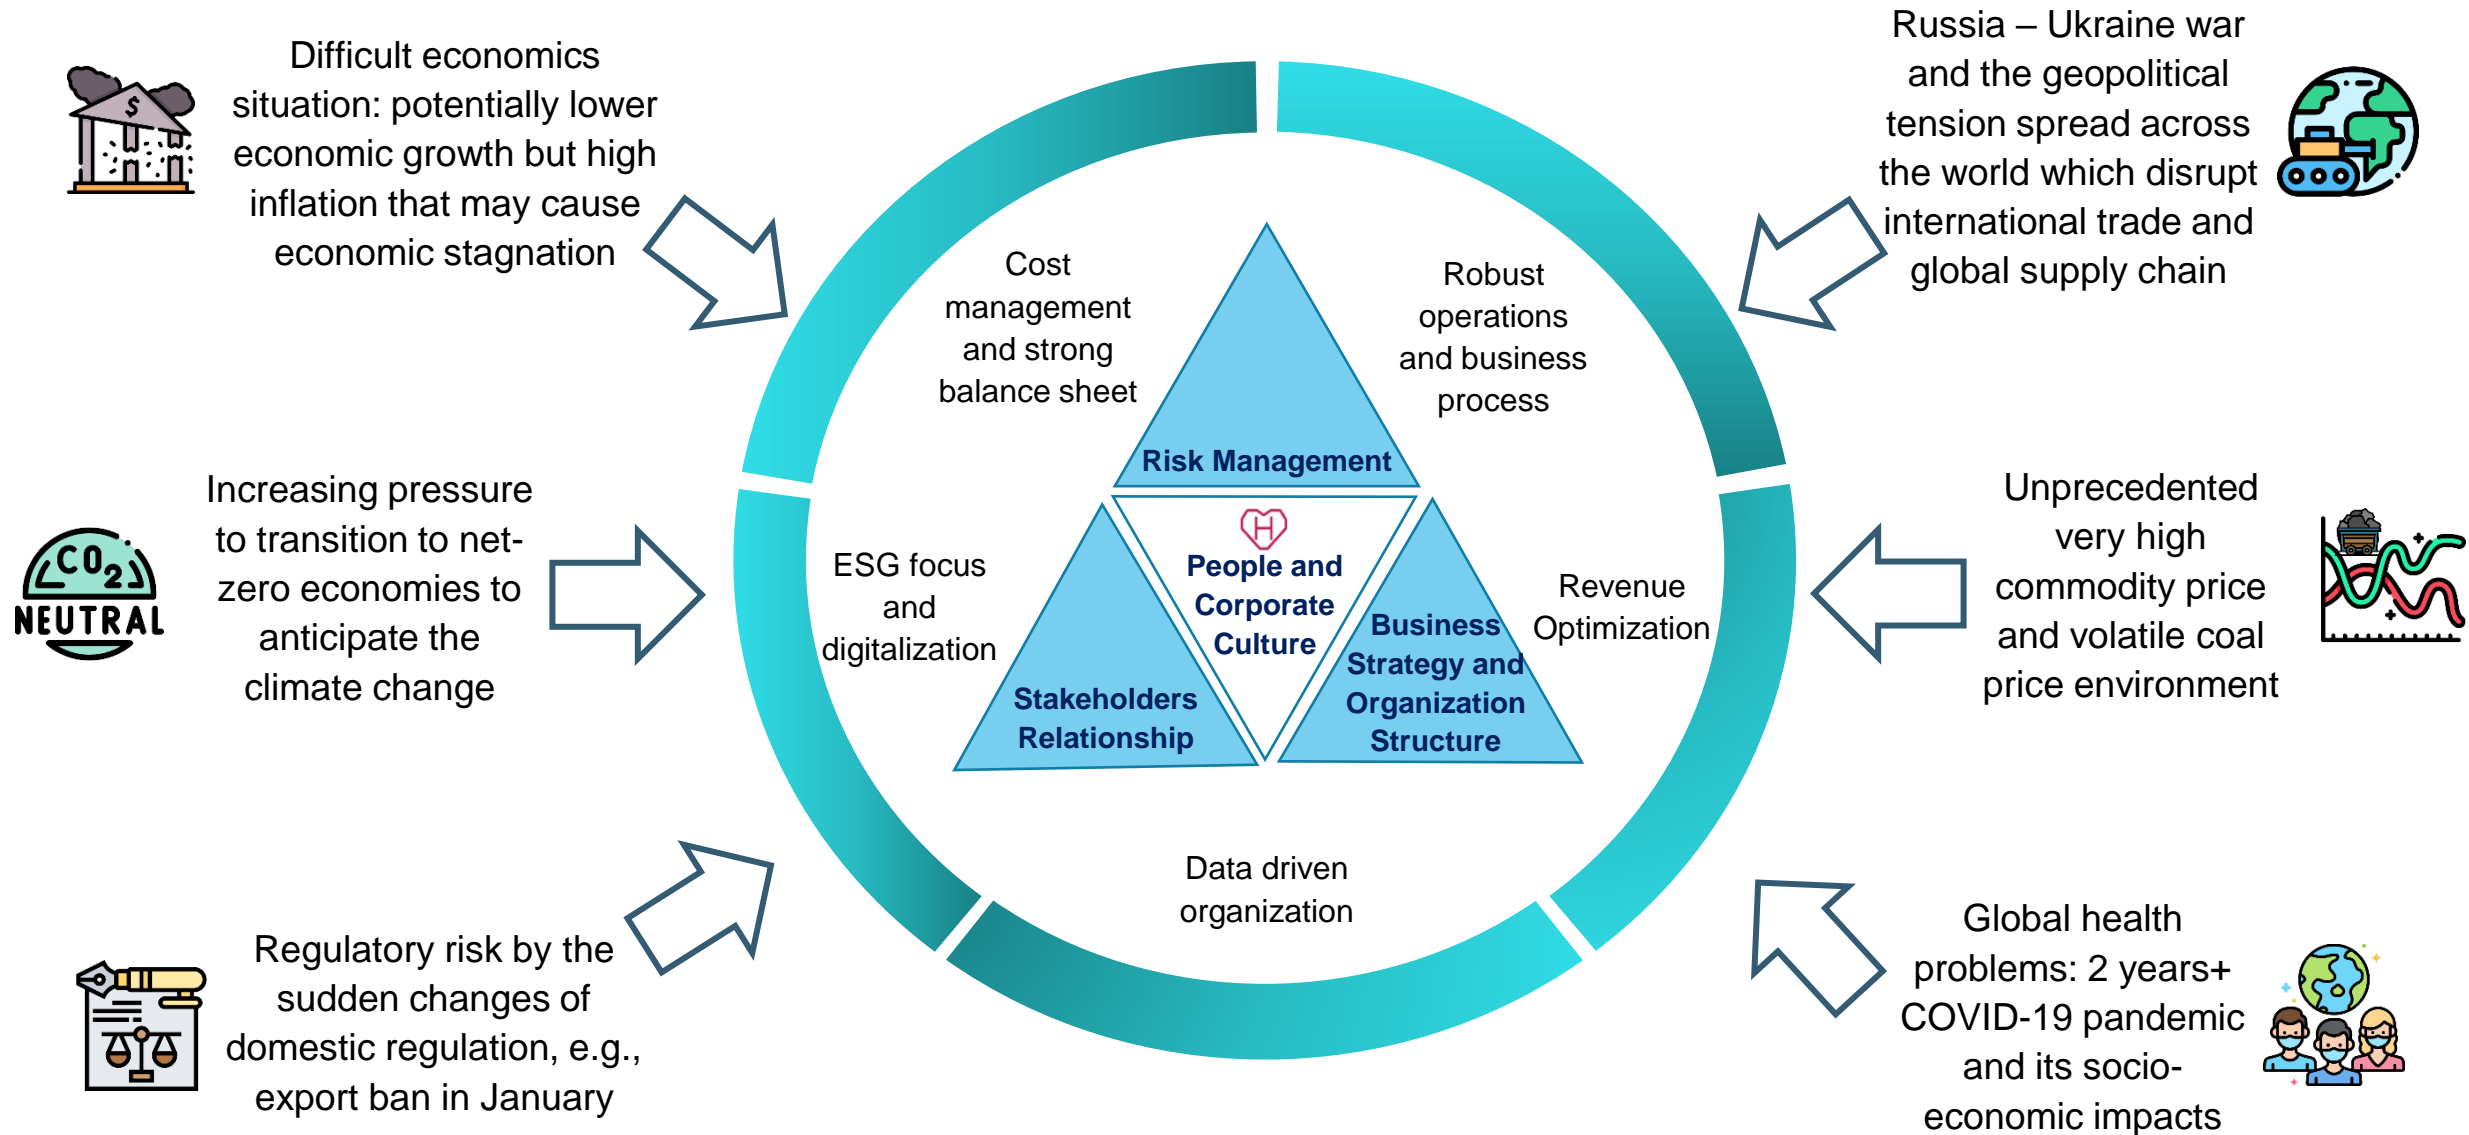 Difficult economics
situation: potentially lower
economic growth but high
inflation that may cause
economic stagnation
$
Russia – Ukraine war
and the geopolitical
tension spread across
the world which disrupt
international trade and
global supply chain
Cost
management
and strong
balance sheet
Robust
operations
and business
process
Risk Management
Increasing pressure
to transition to net-
zero economies to
anticipate the
climate change
CO2
NEUTRAL
ESG focus
and
digitalization
H
People and
Corporate
Culture
Stakeholders
Relationship
Business
Strategy and
Organization
Structure
Revenue
Optimization
Unprecedented
very high
commodity price
and volatile coal
price environment
Data driven
organization
Regulatory risk by the
sudden changes of
domestic regulation, e.g.,
export ban in January
Global health
problems: 2 years+
COVID-19 pandemic
and its socio-
economic impacts